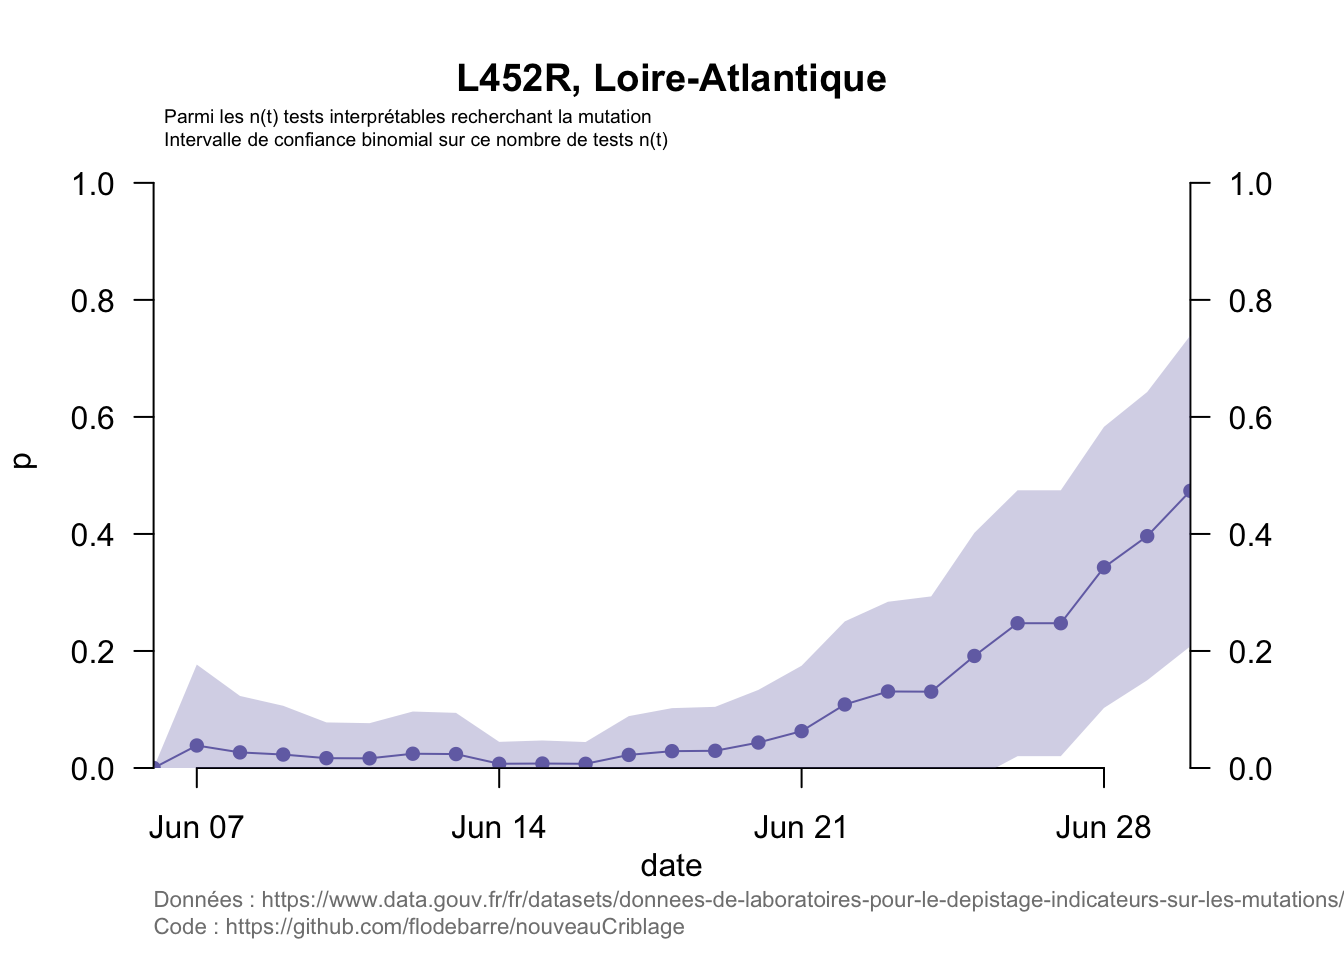 L452R, Loire-Atlantique
Parmi les n(t) tests interprétables recherchant la mutation
Intervalle de confiance binomial sur ce nombre de tests n(t)
1.0 1.0
0.8 0.8
0.6 0.6
p
0.4 0.4
0.2 0.2
0.0 0.0
Jun 07 Jun 14 Jun 21 Jun 28
date
Données : https://www.data.gouv.fr/fr/datasets/donnees-de-laboratoires-pour-le-depistage-indicateurs-sur-les-mutations/
Code : https://github.com/flodebarre/nouveauCriblage